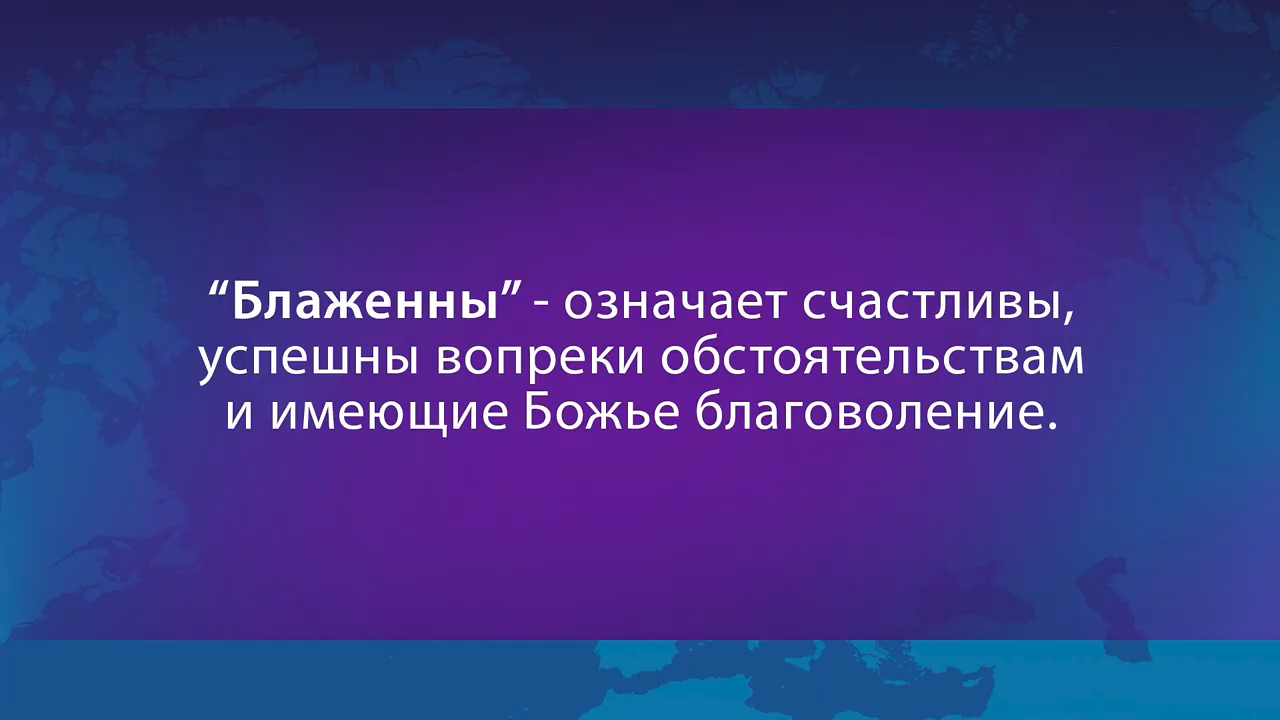 “Блаженны” - означает счастливы,
успешны вопреки обстоятельствам
и имеющие Божье благоволение.